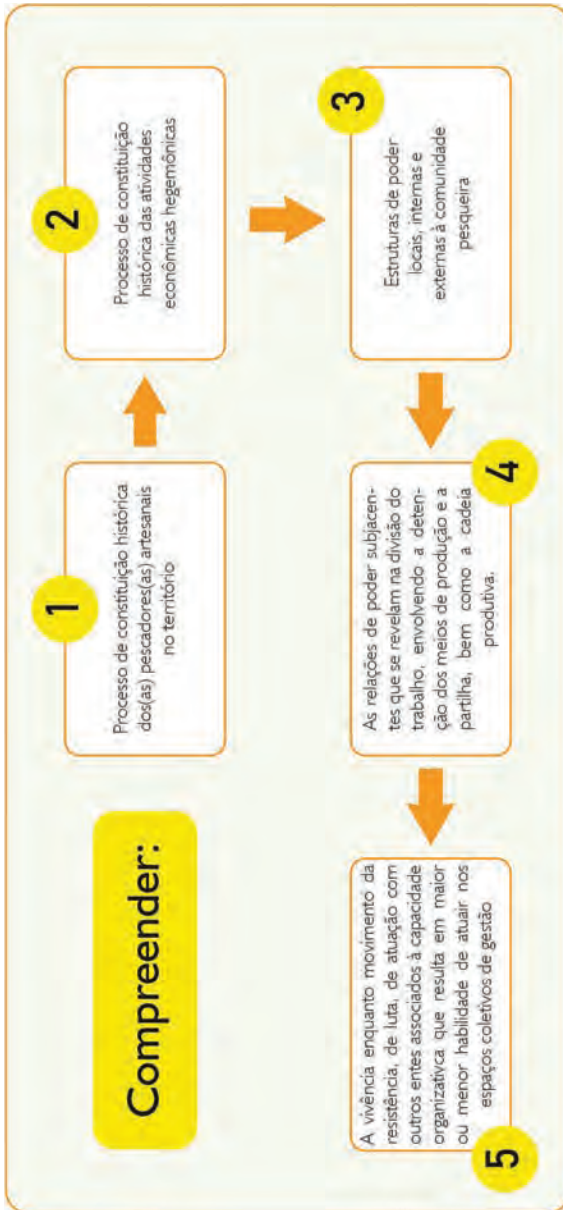 Compreender:
1
Processo de constituição histórica
dos(as) pescadores(as) artesanais
no território
2
Processo de constituição
histórica das atividades
econômicas hegemônicas
3
Estruturas de poder
locais, internas e
externas à comunidade
pesqueira
4
As relações de poder subjacen-
tes que se revelam na divisão do
trabalho, envolvendo a deten-
ção dos meios de produção e a
partilha, bem como a cadeia
produtiva.
5
A vivência enquanto movimento da
resistência, de luta, de atuação com
outros entes associados à capacidade
organizativca que resulta em maior
ou menor habilidade de atuair nos
espaços coletivos de gestão